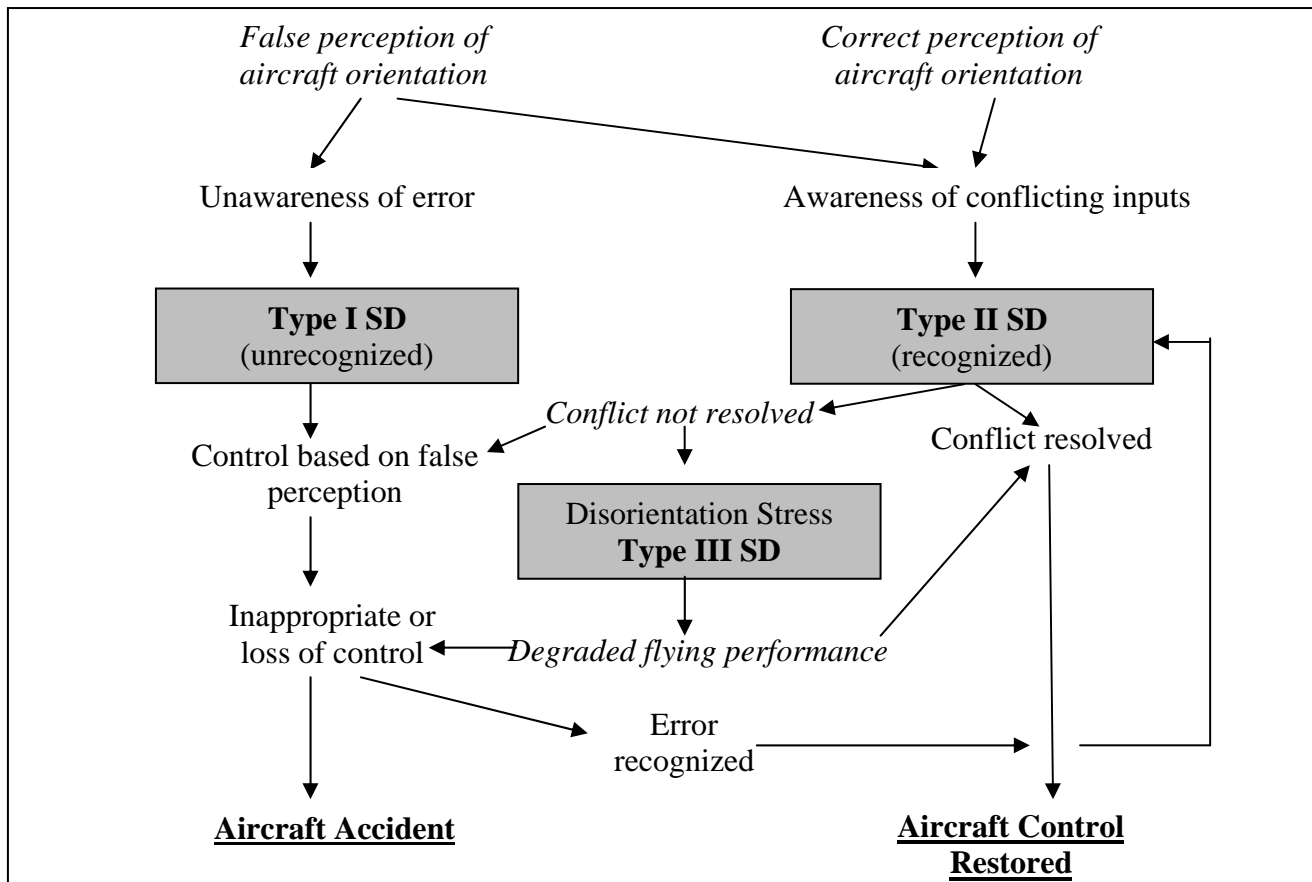 False perception of
aircraft orientation
Correct perception of
aircraft orientation
Unawareness of error
Awareness of conflicting inputs
Type I SD
(unrecognized)
Type II SD
(recognized)
Conflict not resolved
Conflict resolved
Control based on false
perception
Disorientation Stress
Type III SD
Inappropriate or
loss of control
Degraded flying performance
Error
recognized
Aircraft Accident
Aircraft Control
Restored